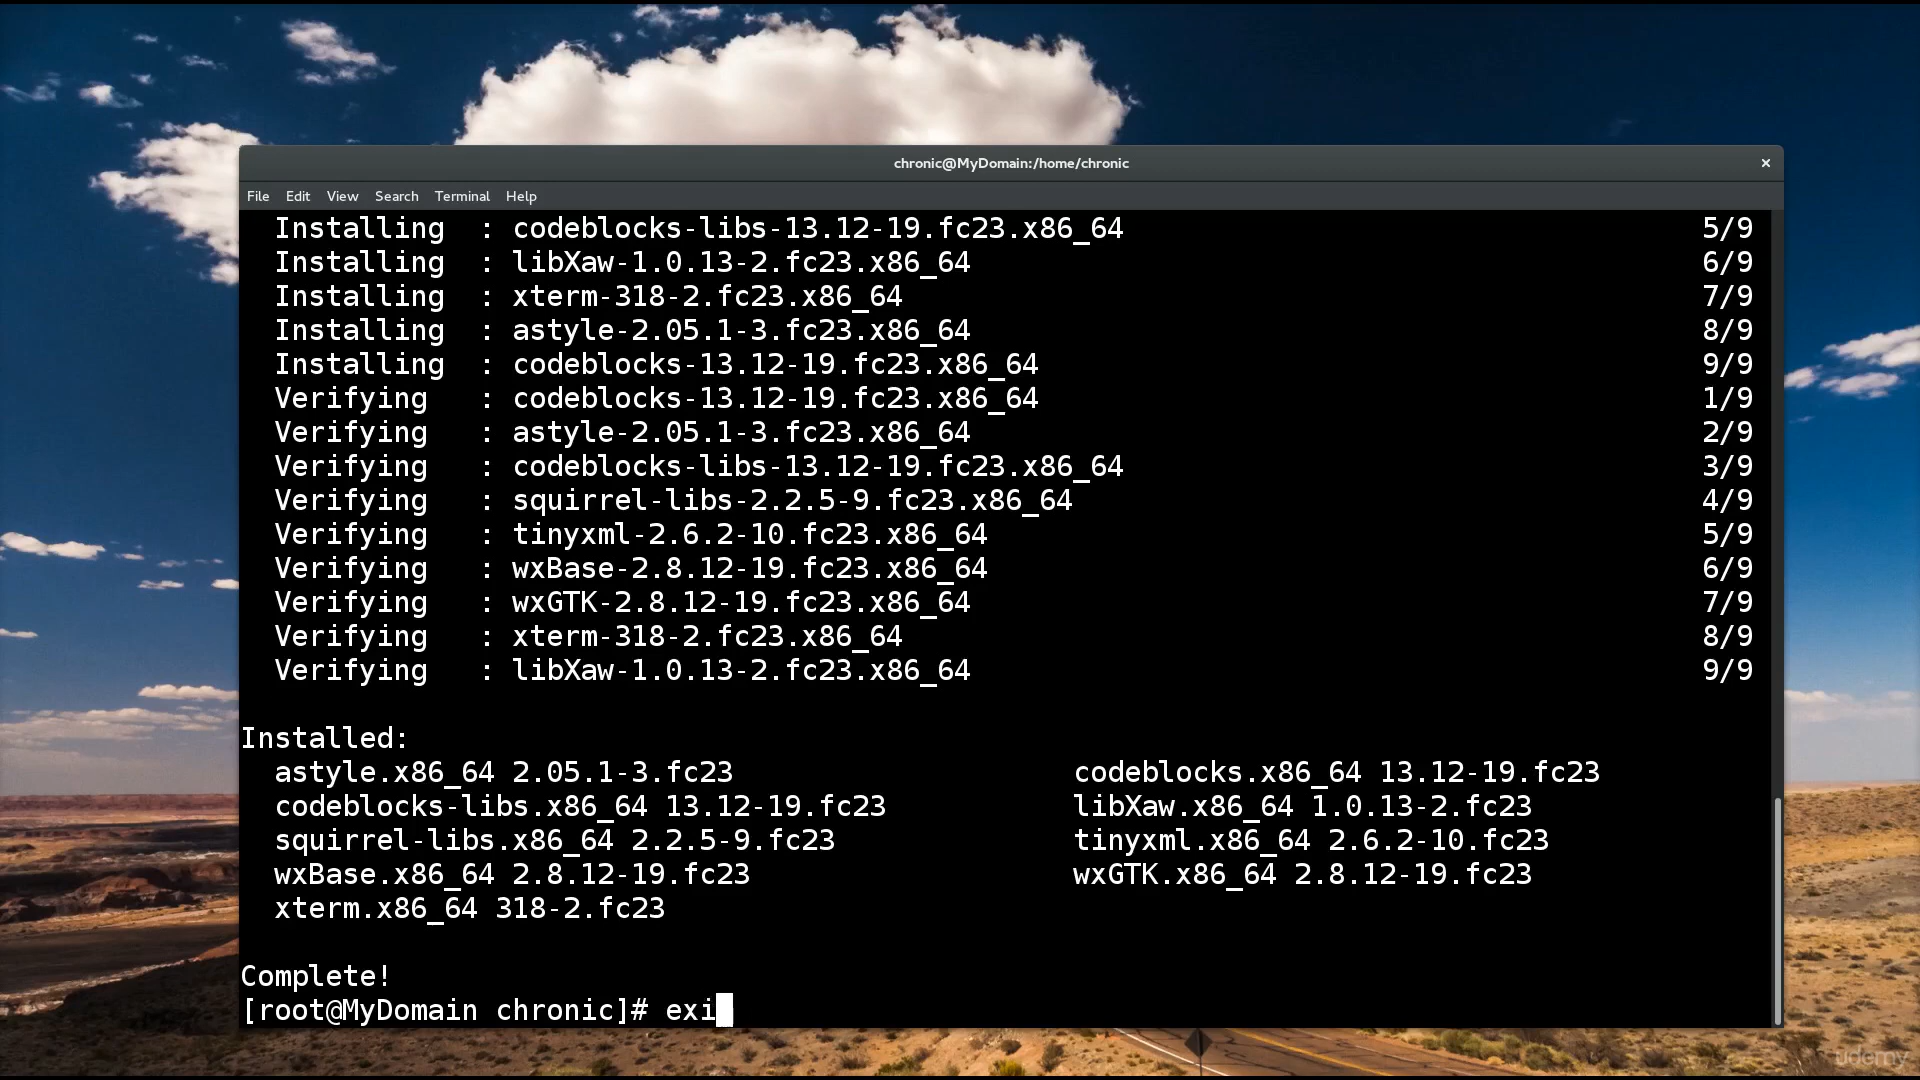 chronic@MyDomain:/home/chronic ×
File Edit View Search Terminal Help
Installing : codeblocks-libs-13.12-19.fc23.x86_64 5/9
Installing : libXaw-1.0.13-2.fc23.x86_64 6/9
Installing : xterm-318-2.fc23.x86_64 7/9
Installing : astyle-2.05.1-3.fc23.x86_64 8/9
Installing : codeblocks-13.12-19.fc23.x86_64 9/9
Verifying : codeblocks-13.12-19.fc23.x86_64 1/9
Verifying : astyle-2.05.1-3.fc23.x86_64 2/9
Verifying : codeblocks-libs-13.12-19.fc23.x86_64 3/9
Verifying : squirrel-libs-2.2.5-9.fc23.x86_64 4/9
Verifying : tinyxml-2.6.2-10.fc23.x86_64 5/9
Verifying : wxBase-2.8.12-19.fc23.x86_64 6/9
Verifying : wxGTK-2.8.12-19.fc23.x86_64 7/9
Verifying : xterm-318-2.fc23.x86_64 8/9
Verifying : libXaw-1.0.13-2.fc23.x86_64 9/9
Installed:
astyle.x86_64 2.05.1-3.fc23 codeblocks.x86_64 13.12-19.fc23
codeblocks-libs.x86_64 13.12-19.fc23 libXaw.x86_64 1.0.13-2.fc23
squirrel-libs.x86_64 2.2.5-9.fc23 tinyxml.x86_64 2.6.2-10.fc23
wxBase.x86_64 2.8.12-19.fc23 wxGTK.x86_64 2.8.12-19.fc23
xterm.x86_64 318-2.fc23
Complete!
[root@MyDomain chronic]# exi
udemy